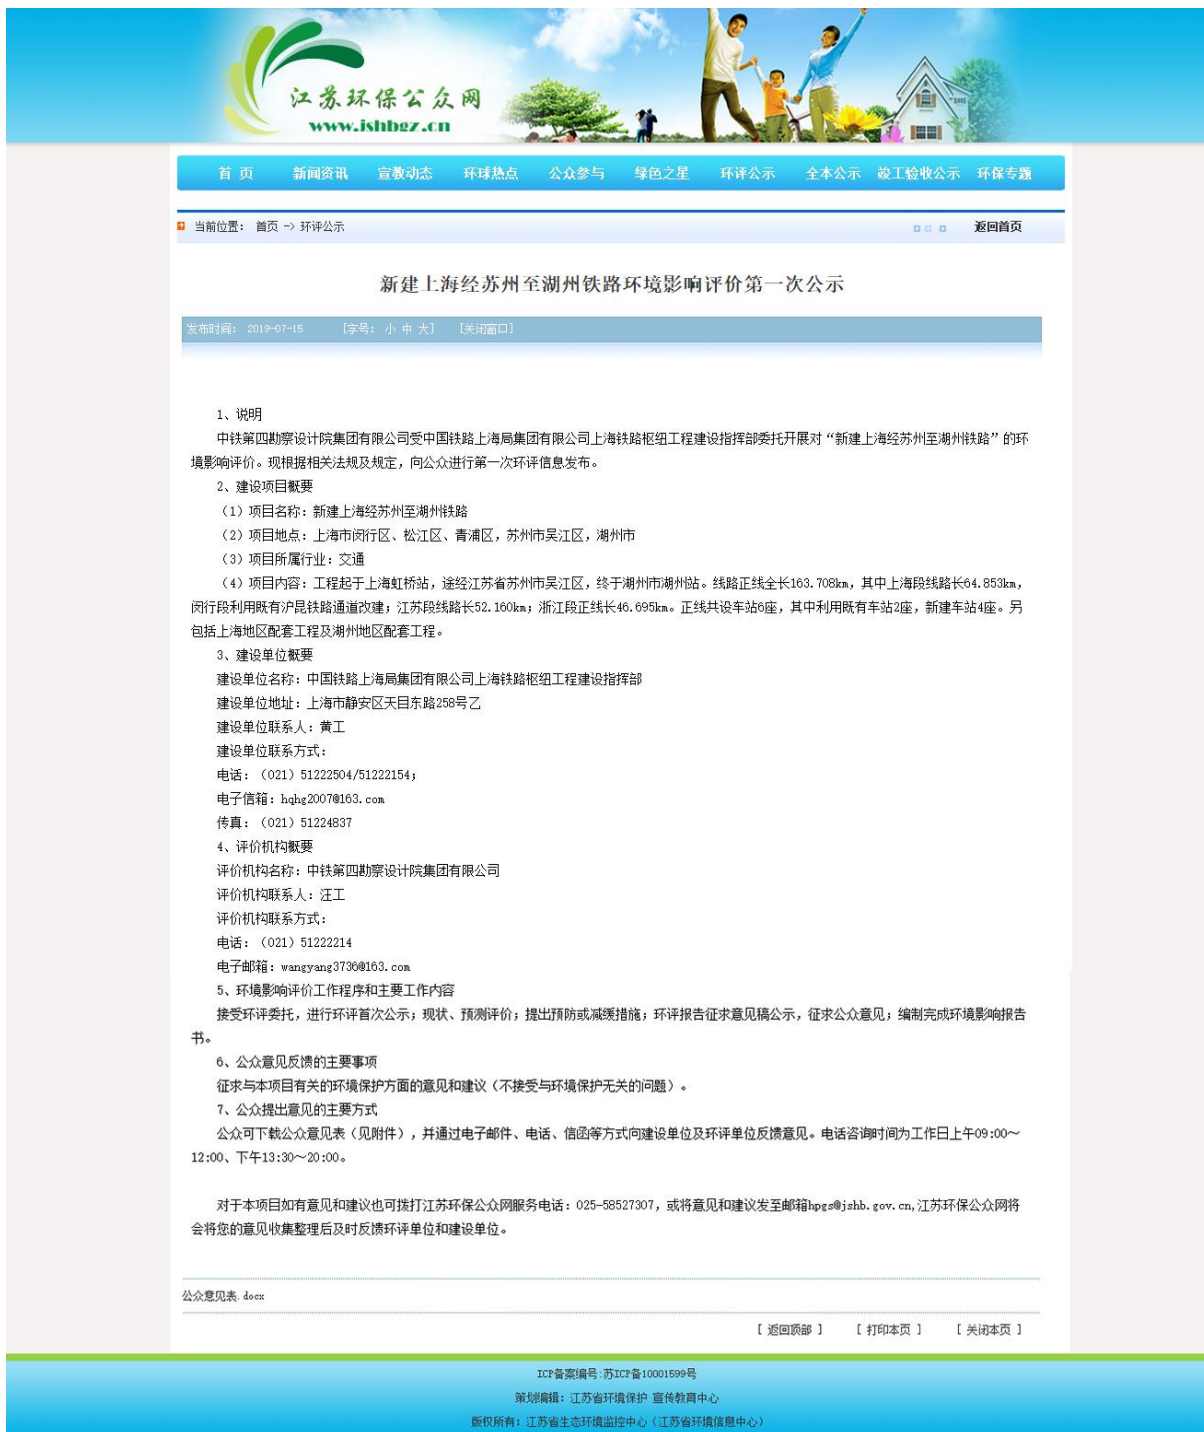 江苏环保公众网
www.jshbgz.cn
首 页 新闻资讯 宣教动态 环球热点 公众参与 绿色之星 环评公示 全本公示 竣工验收公示 环保专题
当前位置： 首页 -> 环评公示 返回首页
新建上海经苏州至湖州铁路环境影响评价第一次公示
发布时间： 2019-07-15 [字号： 小 中 大] [关闭窗口]
1、说明
中铁第四勘察设计院集团有限公司受中国铁路上海局集团有限公司上海铁路枢纽工程建设指挥部委托开展对“新建上海经苏州至湖州铁路”的环
境影响评价。现根据相关法规及规定，向公众进行第一次环评信息发布。
2、建设项目概要
（1）项目名称：新建上海经苏州至湖州铁路
（2）项目地点：上海市闵行区、松江区、青浦区，苏州市吴江区，湖州市
（3）项目所属行业：交通
（4）项目内容：工程起于上海虹桥站，途经江苏省苏州市吴江区，终于湖州市湖州站。线路正线全长163.708km，其中上海段线路长64.853km，
闵行段利用既有沪昆铁路通道改建；江苏段线路长52.160km；浙江段正线长46.695km。正线共设车站6座，其中利用既有车站2座，新建车站4座。另
包括上海地区配套工程及湖州地区配套工程。
3、建设单位概要
建设单位名称：中国铁路上海局集团有限公司上海铁路枢纽工程建设指挥部
建设单位地址：上海市静安区天目东路258号乙
建设单位联系人：黄工
建设单位联系方式：
电话：（021）51222504/51222154；
电子信箱：hqhg2007@163.com
传真：（021）51224837
4、评价机构概要
评价机构名称：中铁第四勘察设计院集团有限公司
评价机构联系人：汪工
评价机构联系方式：
电话：（021）51222214
电子邮箱：wangyang3736@163.com
5、环境影响评价工作程序和主要工作内容
接受环评委托，进行环评首次公示；现状、预测评价；提出预防或减缓措施；环评报告征求意见稿公示，征求公众意见；编制完成环境影响报告
书。
6、公众意见反馈的主要事项
征求与本项目有关的环境保护方面的意见和建议（不接受与环境保护无关的问题）。
7、公众提出意见的主要方式
公众可下载公众意见表（见附件），并通过电子邮件、电话、信函等方式向建设单位及环评单位反馈意见。电话咨询时间为工作日上午09:00～
12:00、下午13:30～20:00。
对于本项目如有意见和建议也可拨打江苏环保公众网服务电话：025-58527307，或将意见和建议发至邮箱hpgs@jshb.gov.cn,江苏环保公众网将
会将您的意见收集整理后及时反馈环评单位和建设单位。
公众意见表.docx
[ 返回顶部 ] [ 打印本页 ] [ 关闭本页 ]
ICP备案编号:苏ICP备10001599号
策划编辑：江苏省环境保护 宣传教育中心
版权所有：江苏省生态环境监控中心（江苏省环境信息中心）